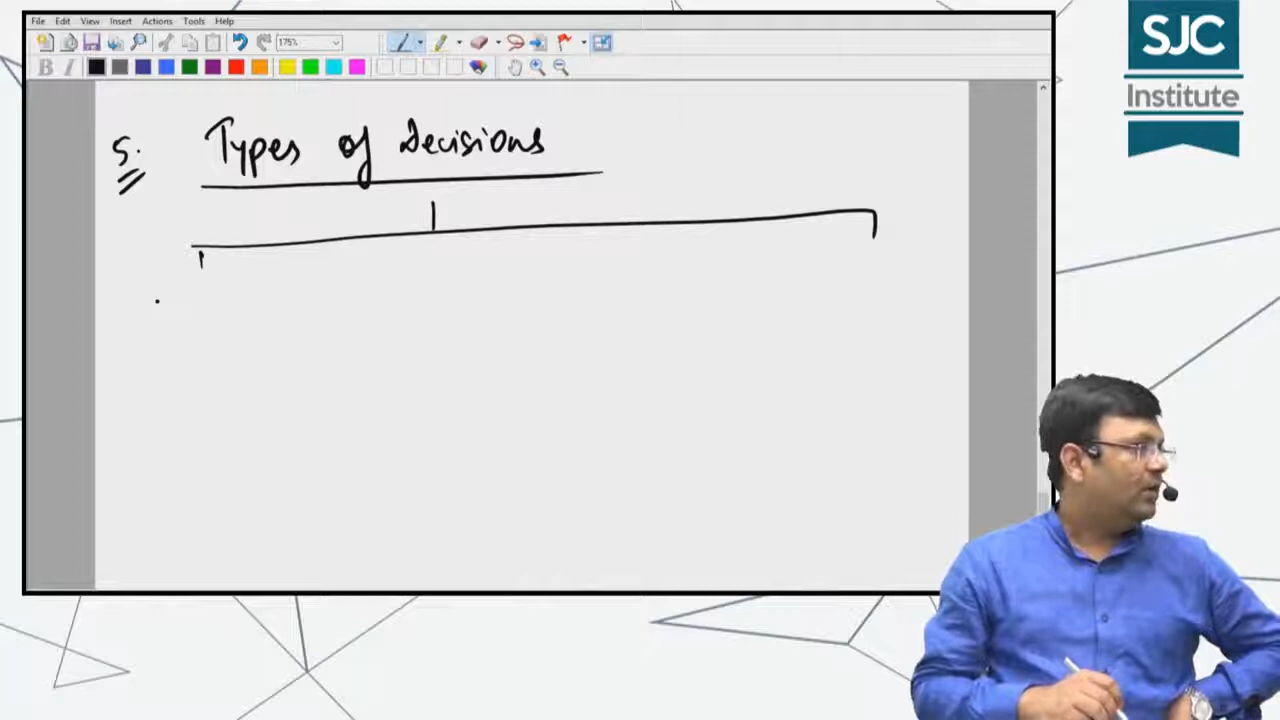 File Edit View Insert Actions Tools Help
175%
B I
5. Types of Decisions
SJC
Institute